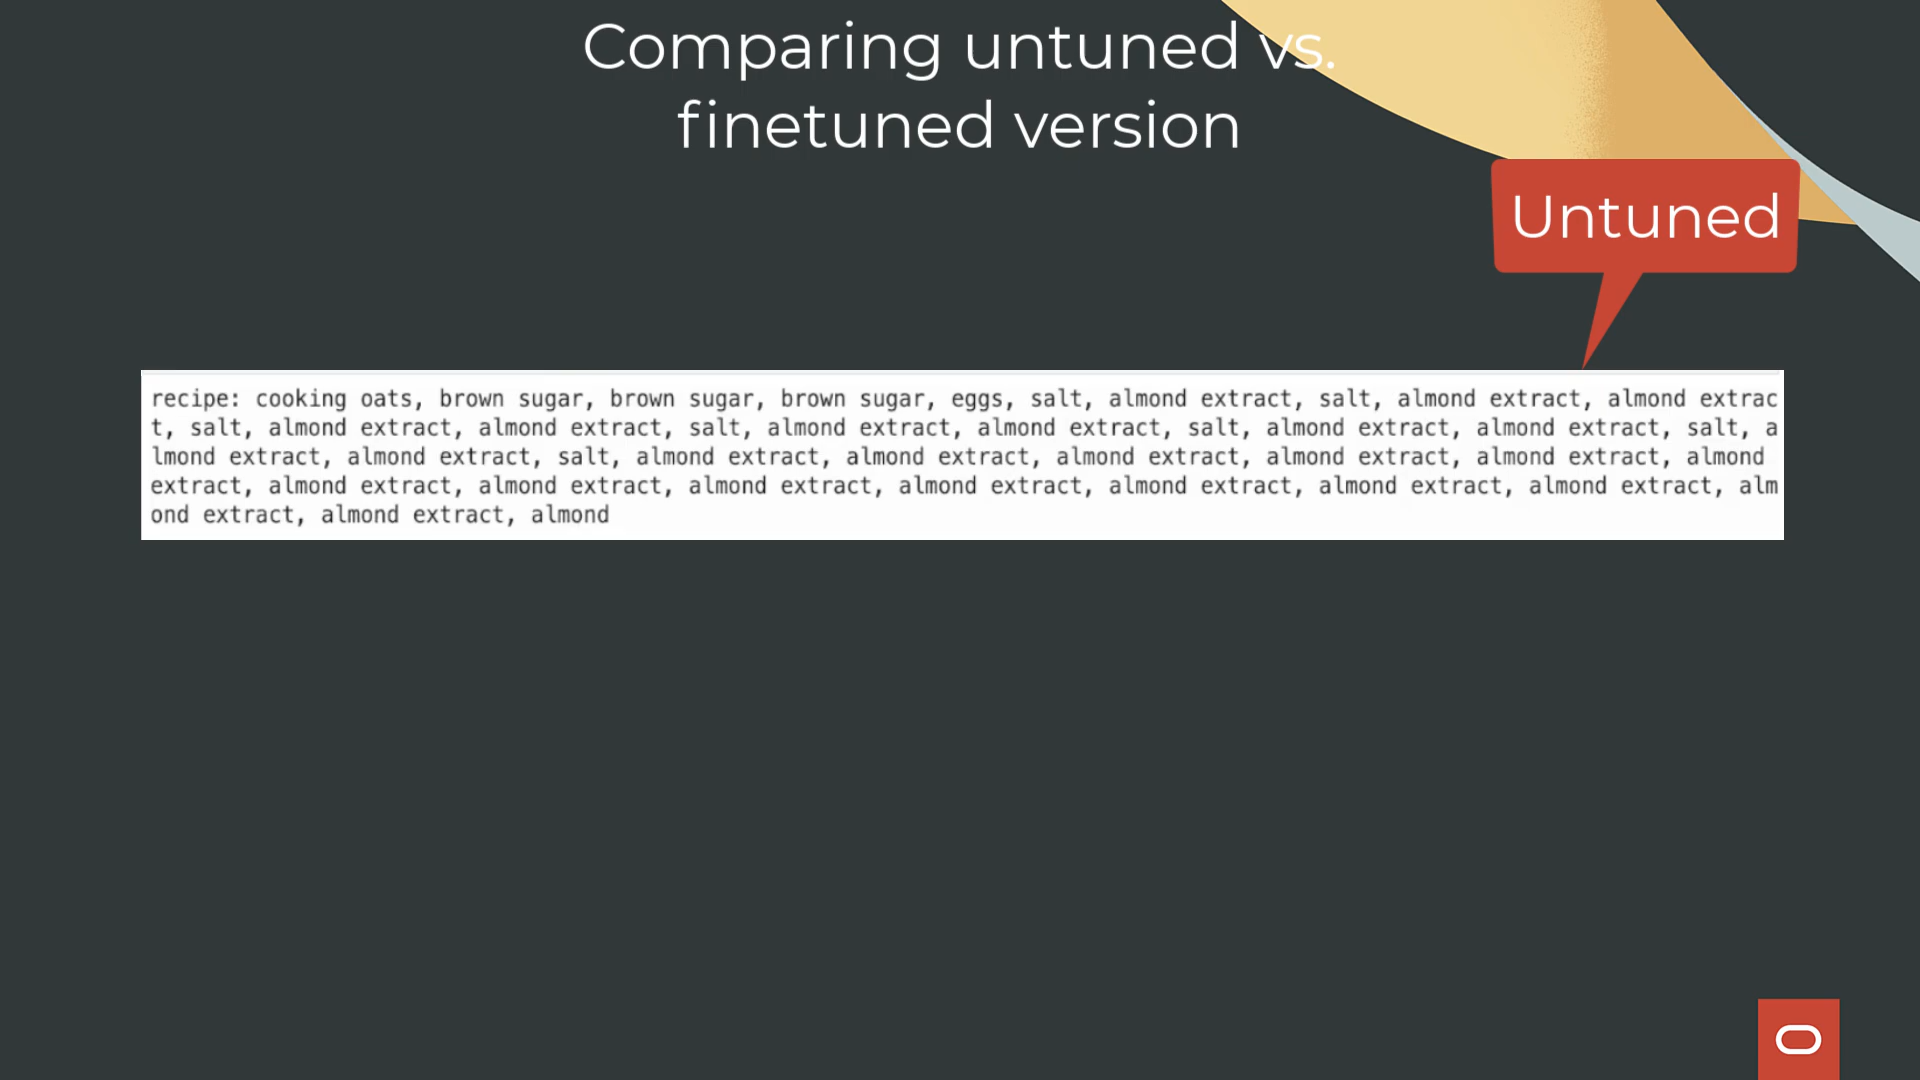 Comparing untuned vs.
finetuned version
Untuned
recipe: cooking oats, brown sugar, brown sugar, brown sugar, eggs, salt, almond extract, salt, almond extract, almond extrac
t, salt, almond extract, almond extract, salt, almond extract, almond extract, salt, almond extract, almond extract, salt, a
lmond extract, almond extract, salt, almond extract, almond extract, almond extract, almond extract, almond extract, almond
extract, almond extract, almond extract, almond extract, almond extract, almond extract, almond extract, almond extract, alm
ond extract, almond extract, almond